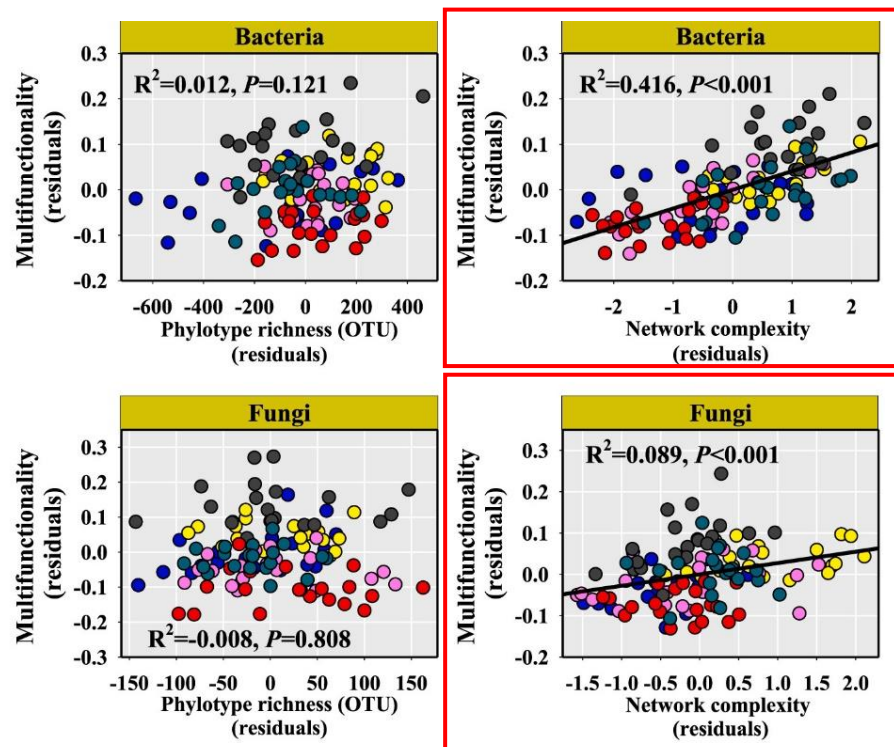 Bacteria
R²=0.012, P=0.121
Multifunctionality
(residuals)
0.3
0.2
0.1
0.0
-0.1
-0.2
-600 -400 -200 0 200 400
Phylotype richness (OTU)
(residuals)
Bacteria
R²=0.416, P<0.001
Multifunctionality
(residuals)
0.3
0.2
0.1
0.0
-0.1
-0.2
-2 -1 0 1 2
Network complexity
(residuals)
Fungi
R²=-0.008, P=0.808
Multifunctionality
(residuals)
0.3
0.2
0.1
0.0
-0.1
-0.2
-0.3
-150 -100 -50 0 50 100 150
Phylotype richness (OTU)
(residuals)
Fungi
R²=0.089, P<0.001
Multifunctionality
(residuals)
0.3
0.2
0.1
0.0
-0.1
-0.2
-1.5 -1.0 -0.5 0.0 0.5 1.0 1.5 2.0
Network complexity
(residuals)